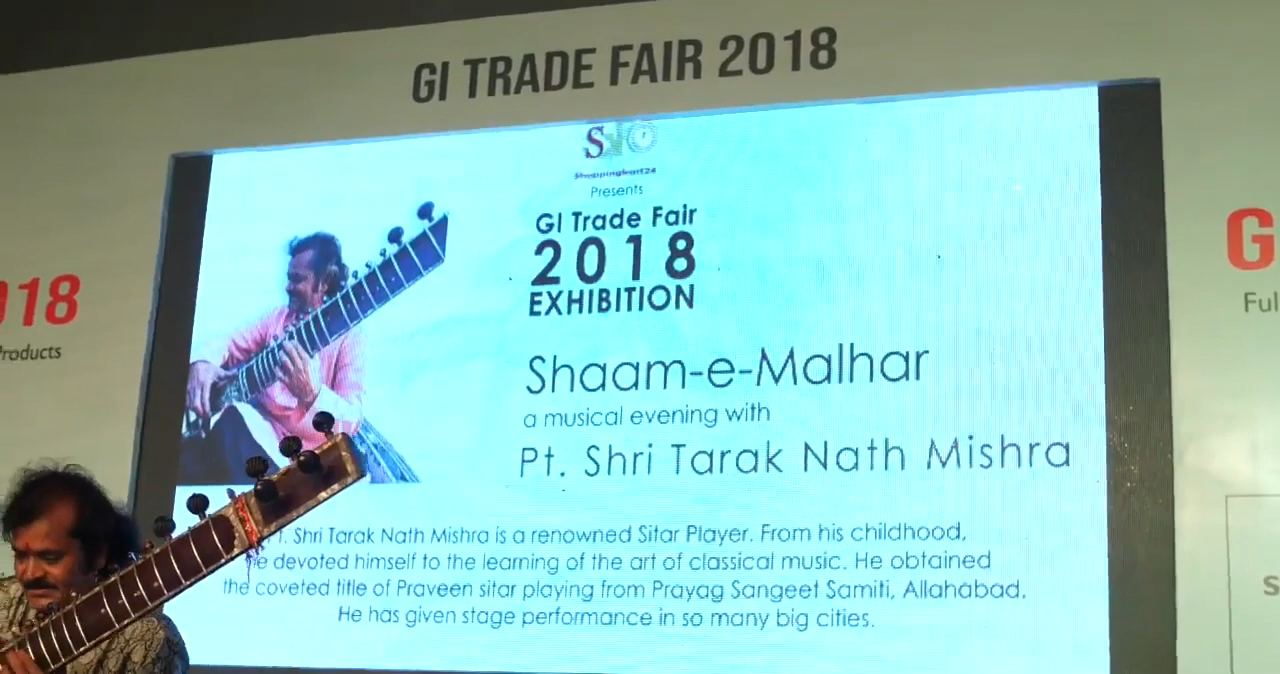 GI TRADE FAIR 2018
Shoppingkart24
Presents
GI Trade Fair
2018
EXHIBITION
Shaam-e-Malhar
a musical evening with
Pt. Shri Tarak Nath Mishra
Shri Tarak Nath Mishra is a renowned Sitar Player. From his childhood,
he devoted himself to the learning of the art of classical music. He obtained
the coveted title of Praveen sitar playing from Prayag Sangeet Samiti, Allahabad.
He has given stage performance in so many big cities.
018
Products
G
Ful
S